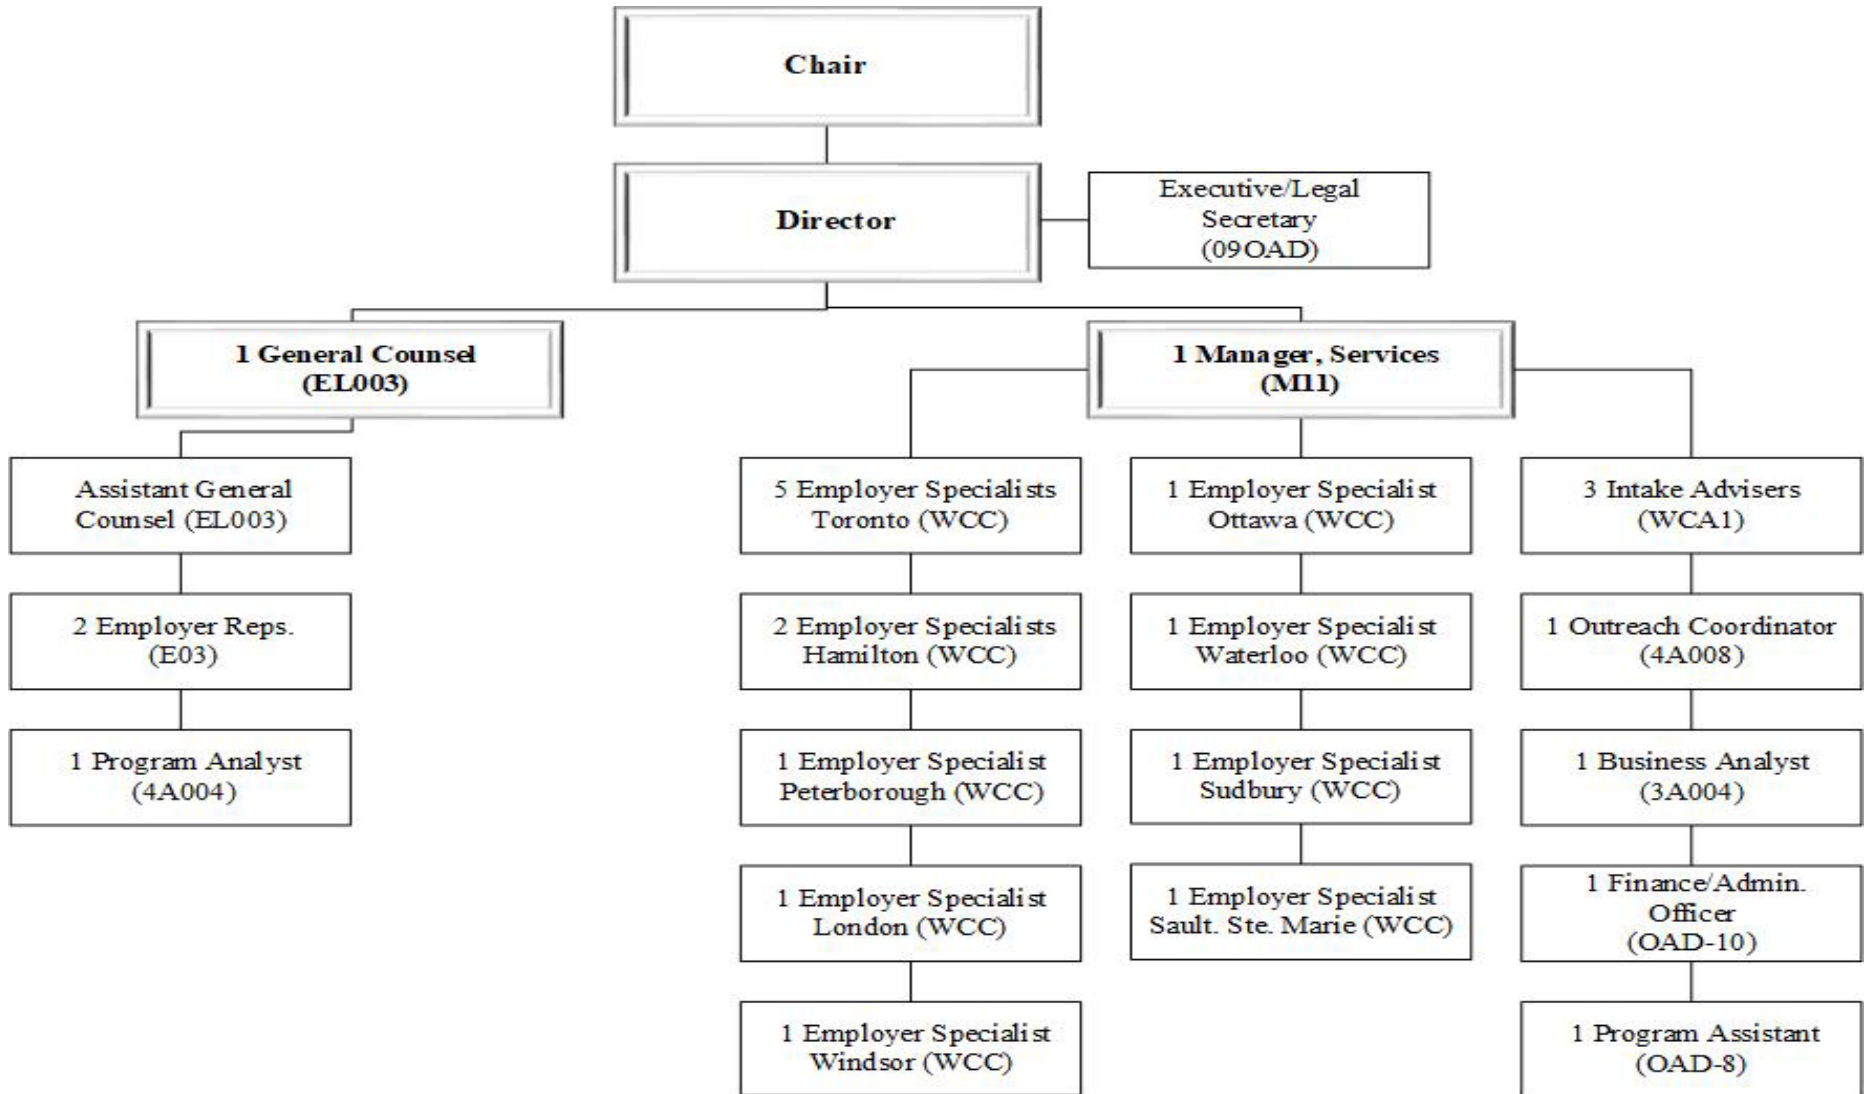 Chair
Director
Executive/Legal
Secretary
(09OAD)
1 General Counsel
(EL003)
1 Manager, Services
(M11)
Assistant General
Counsel (EL003)
2 Employer Reps.
(E03)
1 Program Analyst
(4A004)
5 Employer Specialists
Toronto (WCC)
2 Employer Specialists
Hamilton (WCC)
1 Employer Specialist
Peterborough (WCC)
1 Employer Specialist
London (WCC)
1 Employer Specialist
Windsor (WCC)
1 Employer Specialist
Ottawa (WCC)
1 Employer Specialist
Waterloo (WCC)
1 Employer Specialist
Sudbury (WCC)
1 Employer Specialist
Sault. Ste. Marie (WCC)
3 Intake Advisers
(WCA1)
1 Outreach Coordinator
(4A008)
1 Business Analyst
(3A004)
1 Finance/Admin.
Officer
(OAD-10)
1 Program Assistant
(OAD-8)